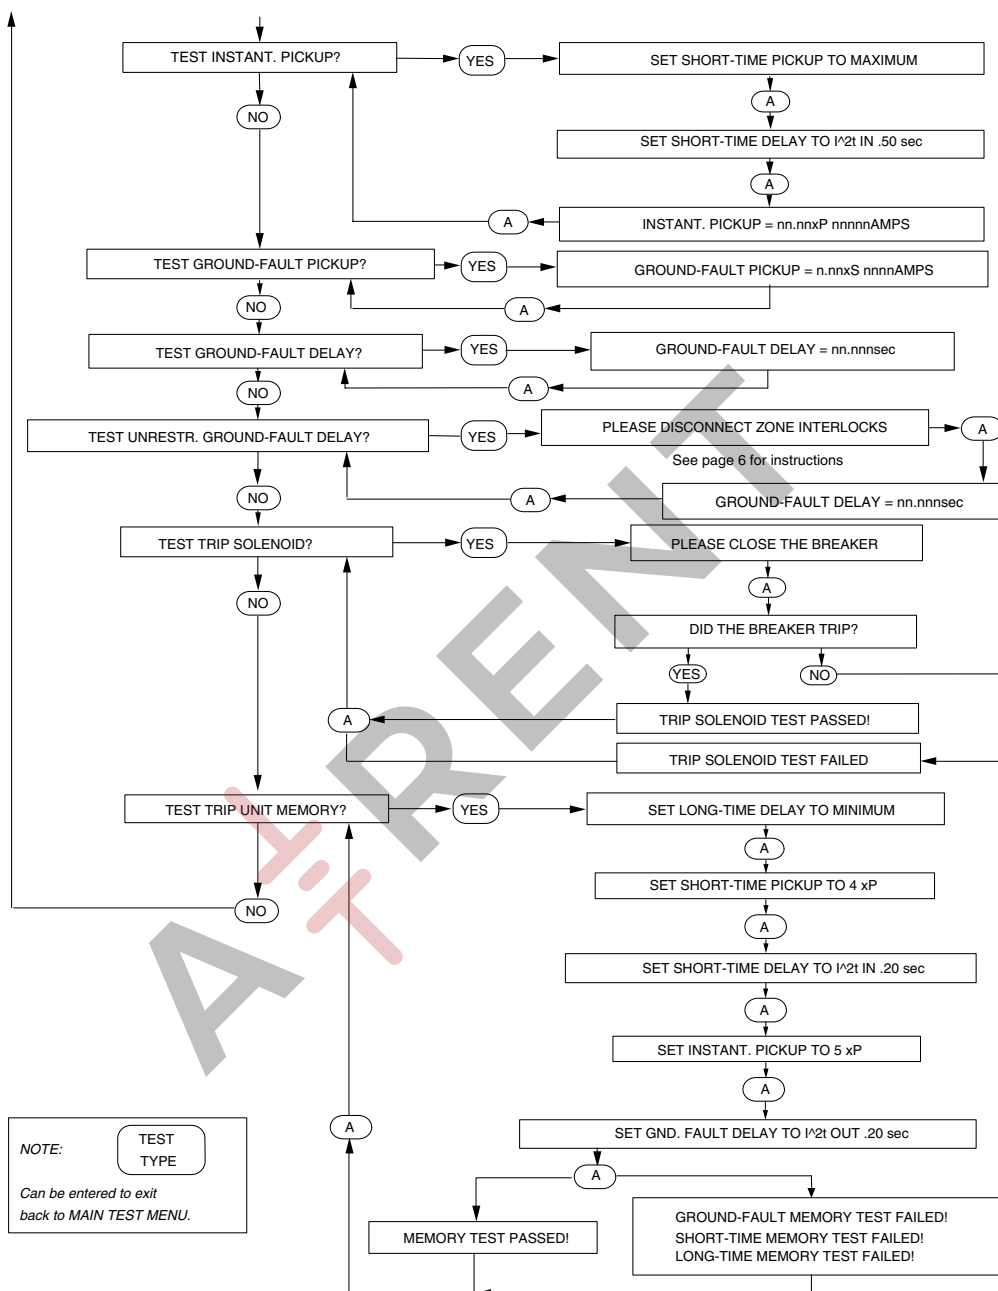 TEST INSTANT. PICKUP?
YES
SET SHORT-TIME PICKUP TO MAXIMUM
A
NO
SET SHORT-TIME DELAY TO I^2t IN .50 sec
A
A
INSTANT. PICKUP = nn.nnxP nnnnnAMPS
TEST GROUND-FAULT PICKUP?
YES
GROUND-FAULT PICKUP = n.nnxS nnnnAMPS
NO
A
TEST GROUND-FAULT DELAY?
YES
GROUND-FAULT DELAY = nn.nnnsec
NO
A
TEST UNRESTR. GROUND-FAULT DELAY?
YES
PLEASE DISCONNECT ZONE INTERLOCKS
A
See page 6 for instructions
NO
A
GROUND-FAULT DELAY = nn.nnnsec
TEST TRIP SOLENOID?
YES
PLEASE CLOSE THE BREAKER
A
NO
DID THE BREAKER TRIP?
YES
NO
A
TRIP SOLENOID TEST PASSED!
TRIP SOLENOID TEST FAILED
TEST TRIP UNIT MEMORY?
YES
SET LONG-TIME DELAY TO MINIMUM
A
SET SHORT-TIME PICKUP TO 4 xP
NO
A
SET SHORT-TIME DELAY TO I^2t IN .20 sec
A
SET INSTANT. PICKUP TO 5 xP
A
A
SET GND. FAULT DELAY TO I^2t OUT .20 sec
A
NOTE:
TEST
TYPE
Can be entered to exit
back to MAIN TEST MENU.
MEMORY TEST PASSED!
GROUND-FAULT MEMORY TEST FAILED!
SHORT-TIME MEMORY TEST FAILED!
LONG-TIME MEMORY TEST FAILED!
A RENT